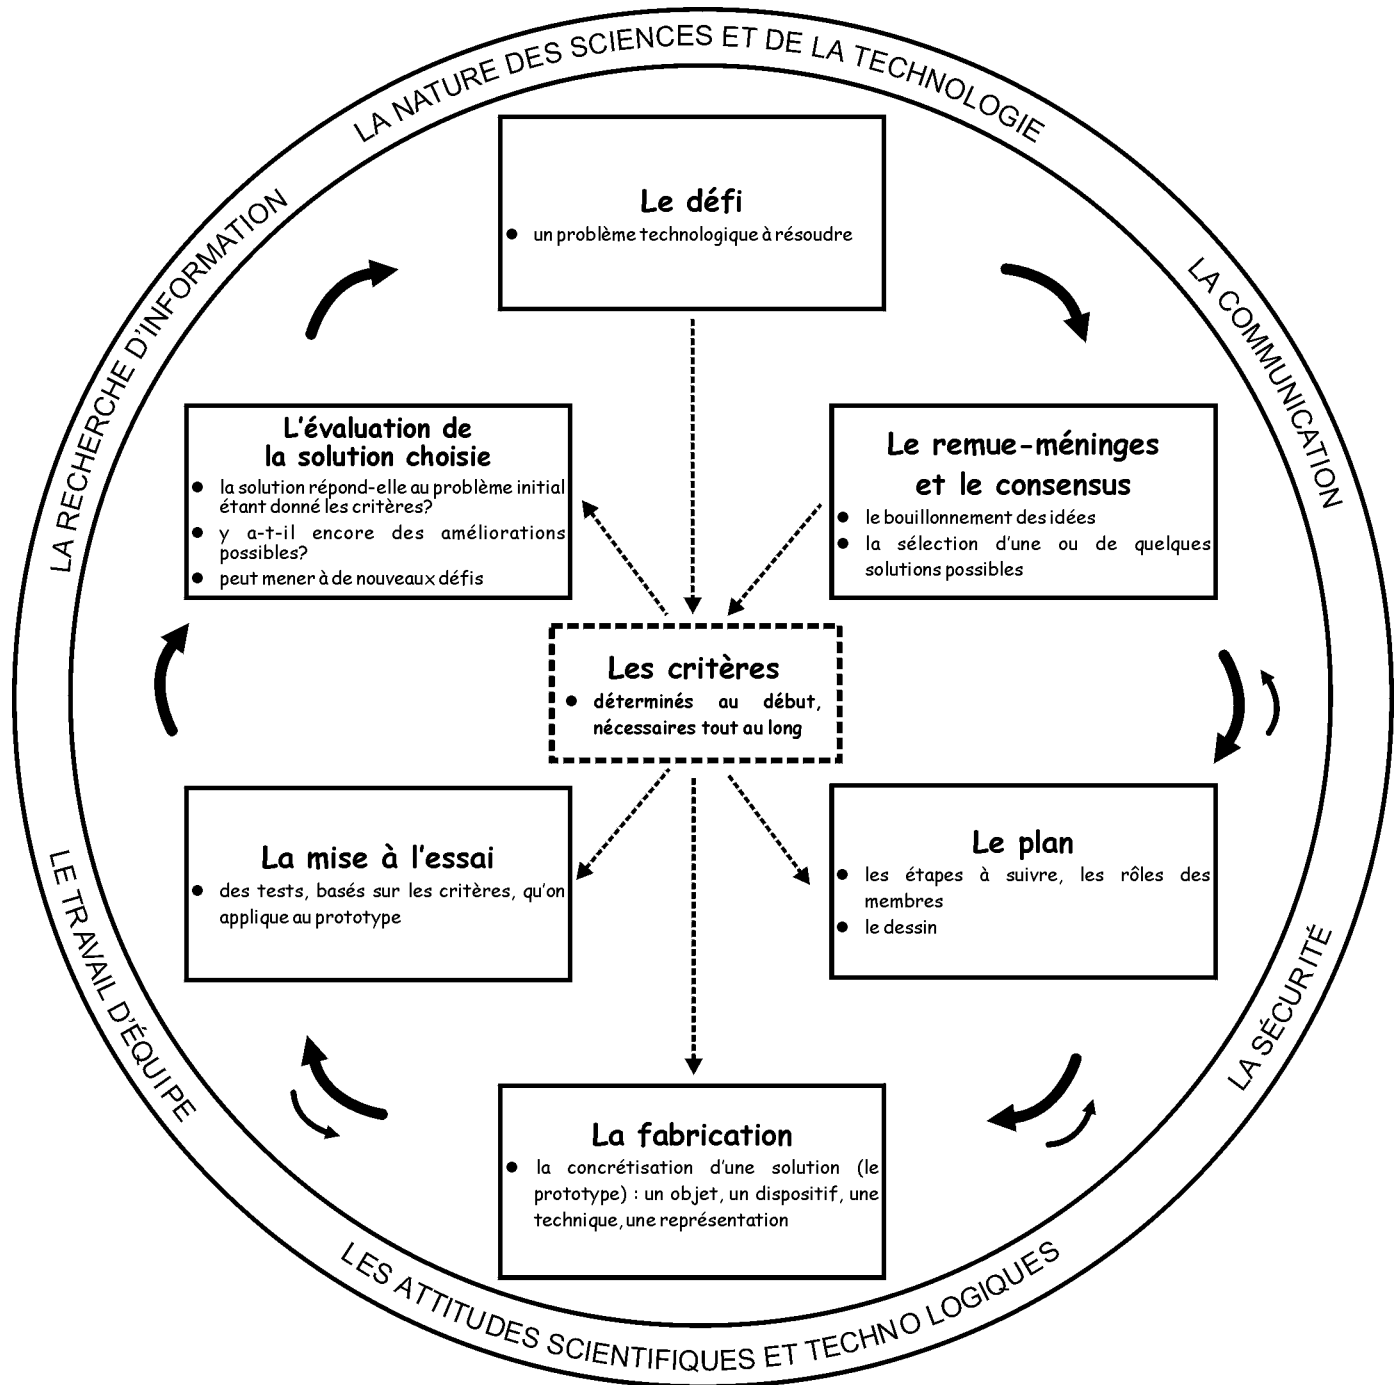 LA NATURE DES SCIENCES ET DE LA TECHNOLOGIE
LA COMMUNICATION
LA SÉCURITÉ
LES ATTITUDES SCIENTIFIQUES ET TECHNOLOGIQUES
LE TRAVAIL D'ÉQUIPE
LA RECHERCHE D'INFORMATION
Le défi
● un problème technologique à résoudre
Le remue-méninges
et le consensus
● le bouillonnement des idées
● la sélection d'une ou de quelques
solutions possibles
Le plan
● les étapes à suivre, les rôles des
membres
● le dessin
La fabrication
● la concrétisation d'une solution (le
prototype) : un objet, un dispositif, une
technique, une représentation
La mise à l'essai
● des tests, basés sur les critères, qu'on
applique au prototype
L'évaluation de
la solution choisie
● la solution répond-elle au problème initial
étant donné les critères?
● y a-t-il encore des améliorations
possibles?
● peut mener à de nouveaux défis
Les critères
● déterminés au début,
nécessaires tout au long